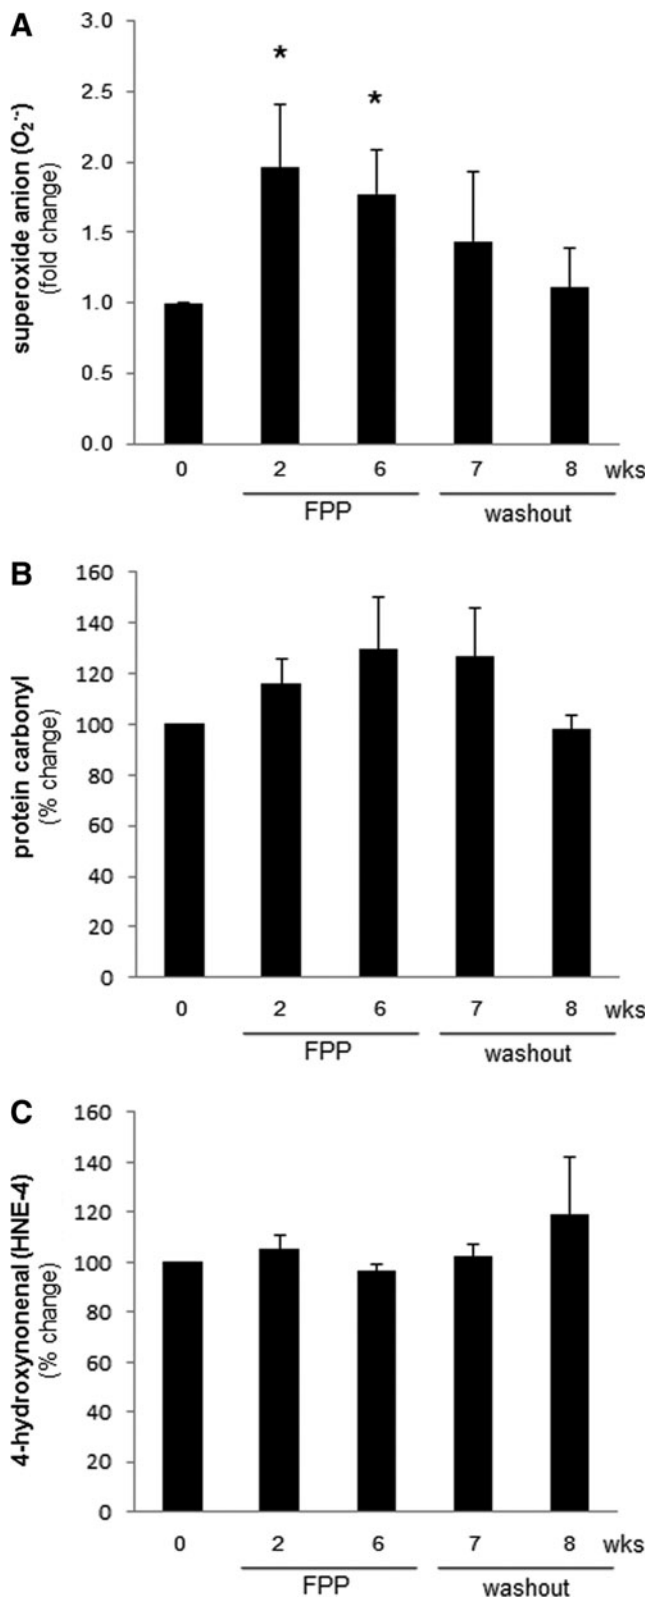 A
superoxide anion (O₂˙⁻)
(fold change)
3.0
2.5
2.0
1.5
1.0
0.5
0.0
*
*
0 2 6 7 8 wks
FPP washout
B
protein carbonyl
(% change)
160
140
120
100
80
60
40
20
0
0 2 6 7 8 wks
FPP washout
C
4-hydroxynonenal (HNE-4)
(% change)
160
140
120
100
80
60
40
20
0
0 2 6 7 8 wks
FPP washout